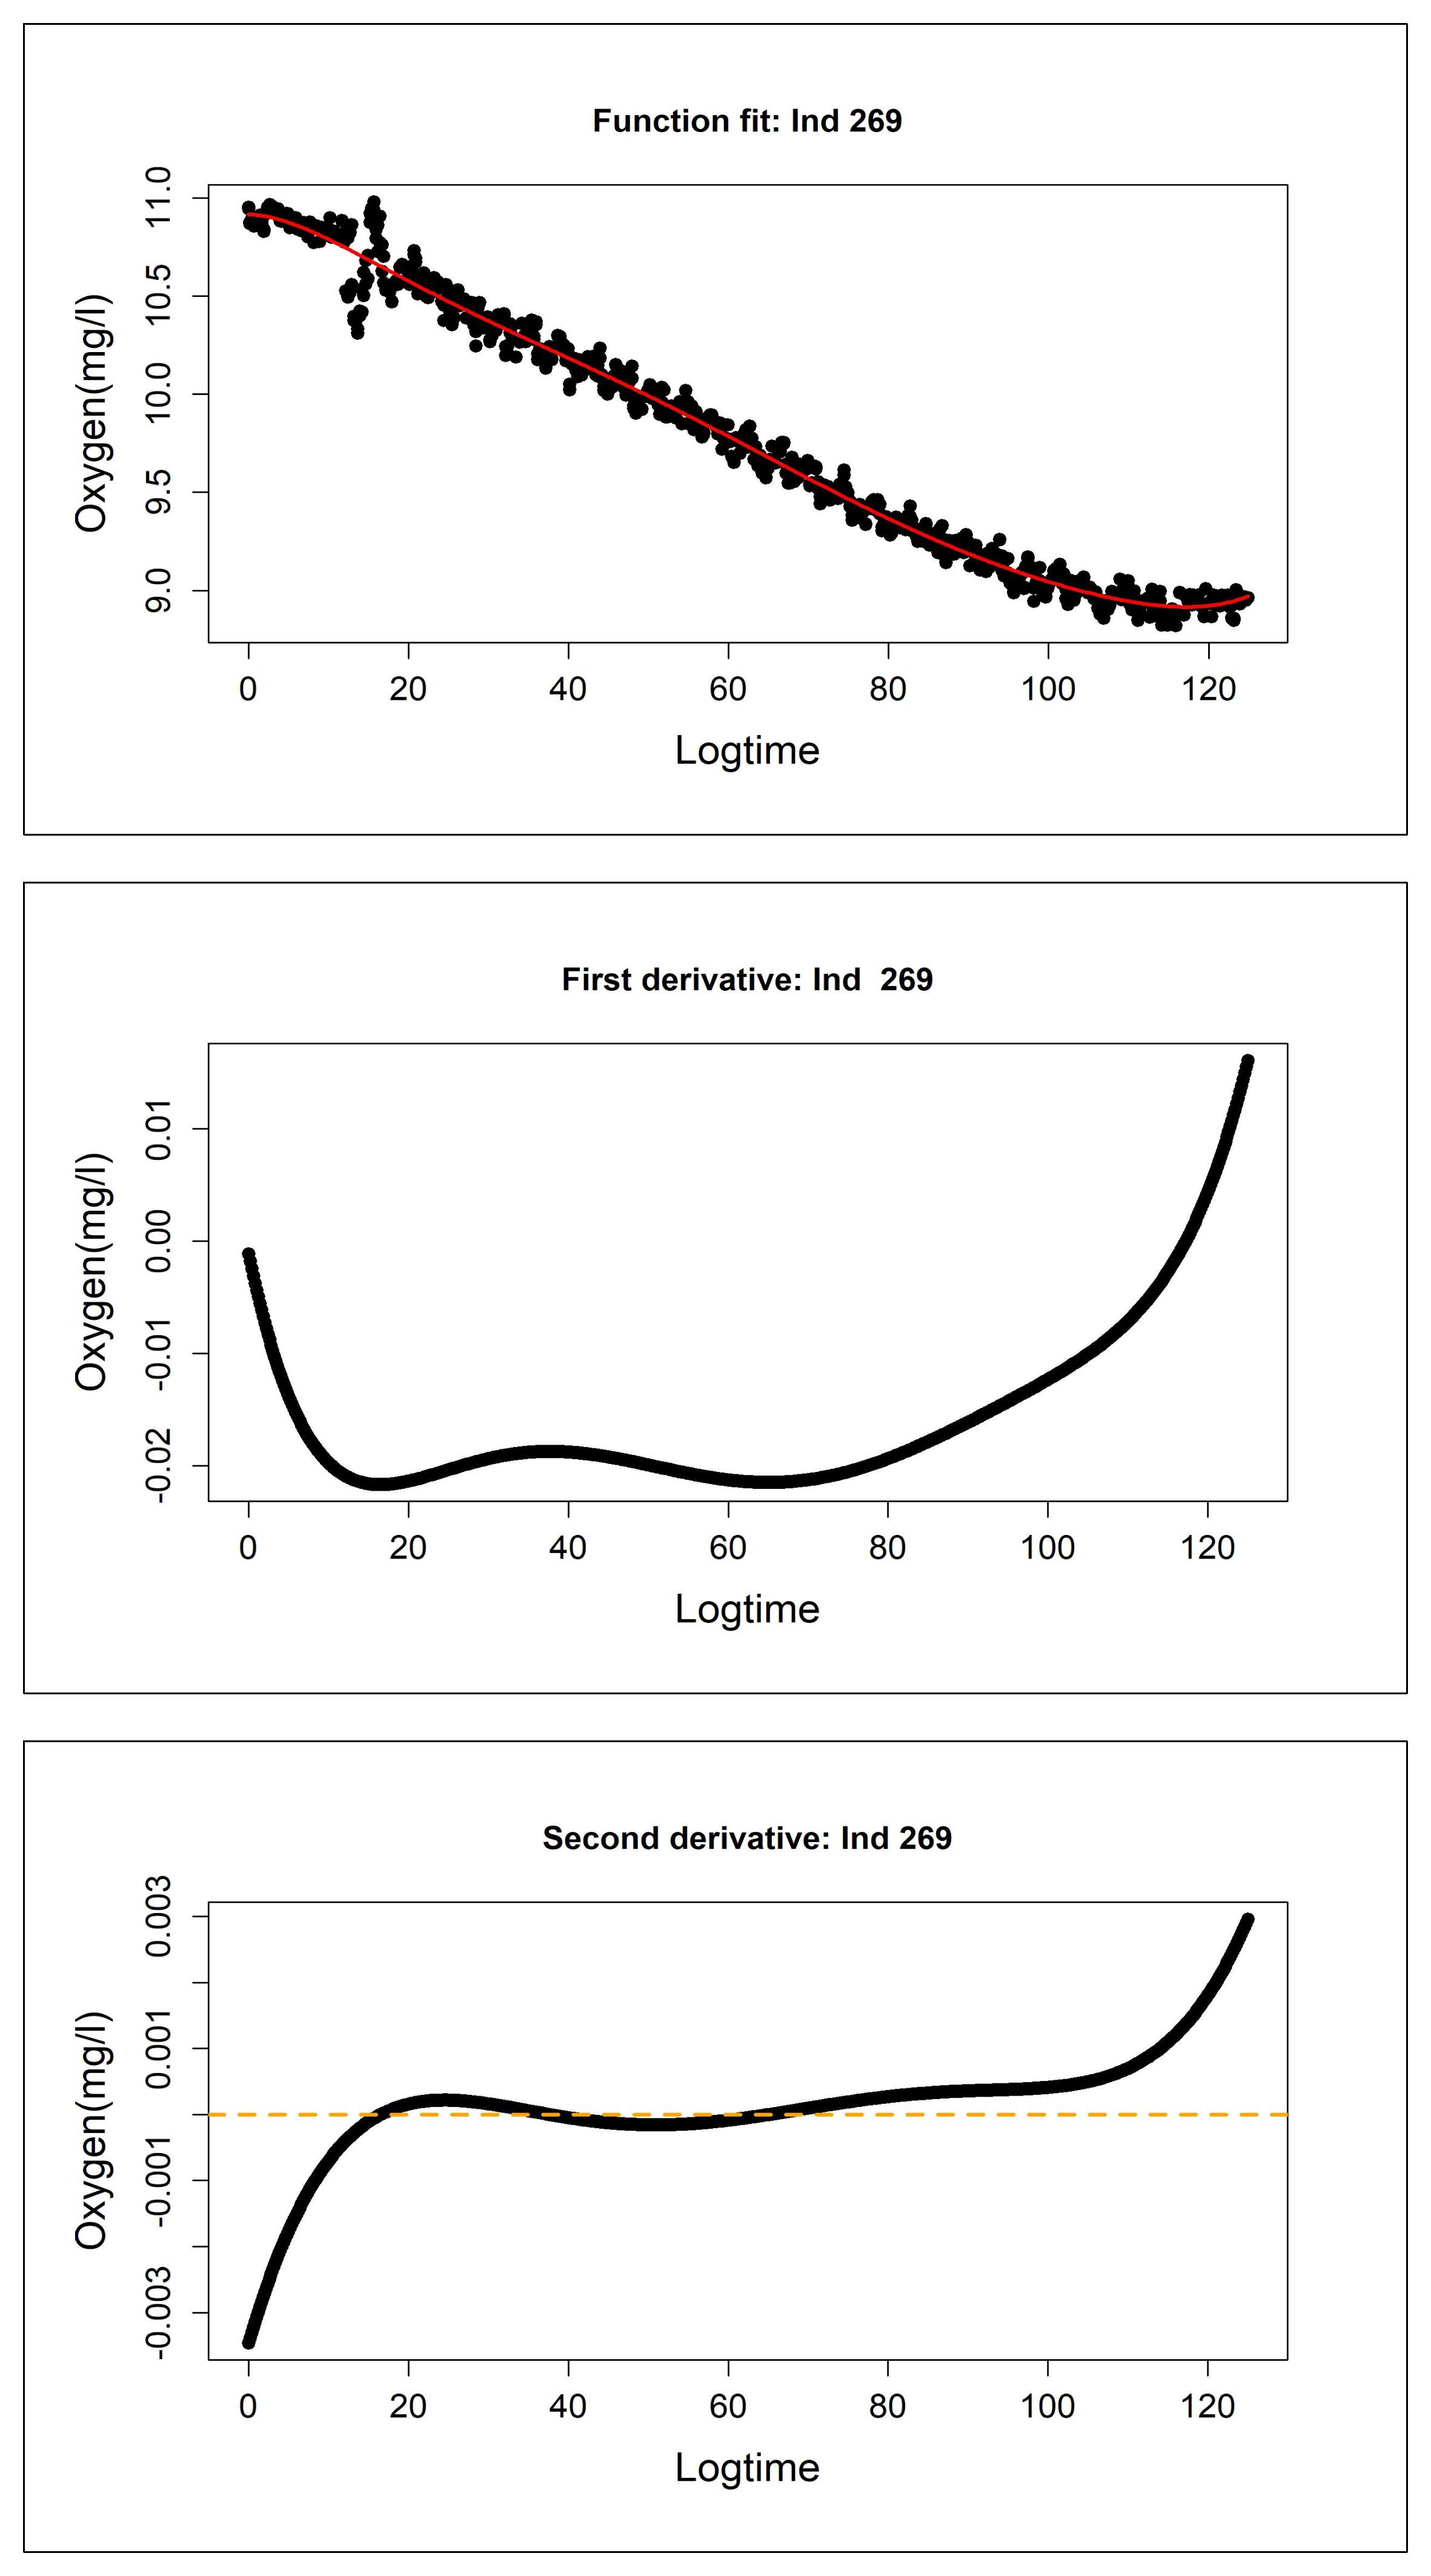 Function fit: Ind 269
11.0
10.5
10.0
9.5
9.0
Oxygen(mg/l)
0 20 40 60 80 100 120
Logtime
First derivative: Ind  269
0.01
0.00
-0.01
-0.02
Oxygen(mg/l)
0 20 40 60 80 100 120
Logtime
Second derivative: Ind 269
0.003
0.001
-0.001
-0.003
Oxygen(mg/l)
0 20 40 60 80 100 120
Logtime